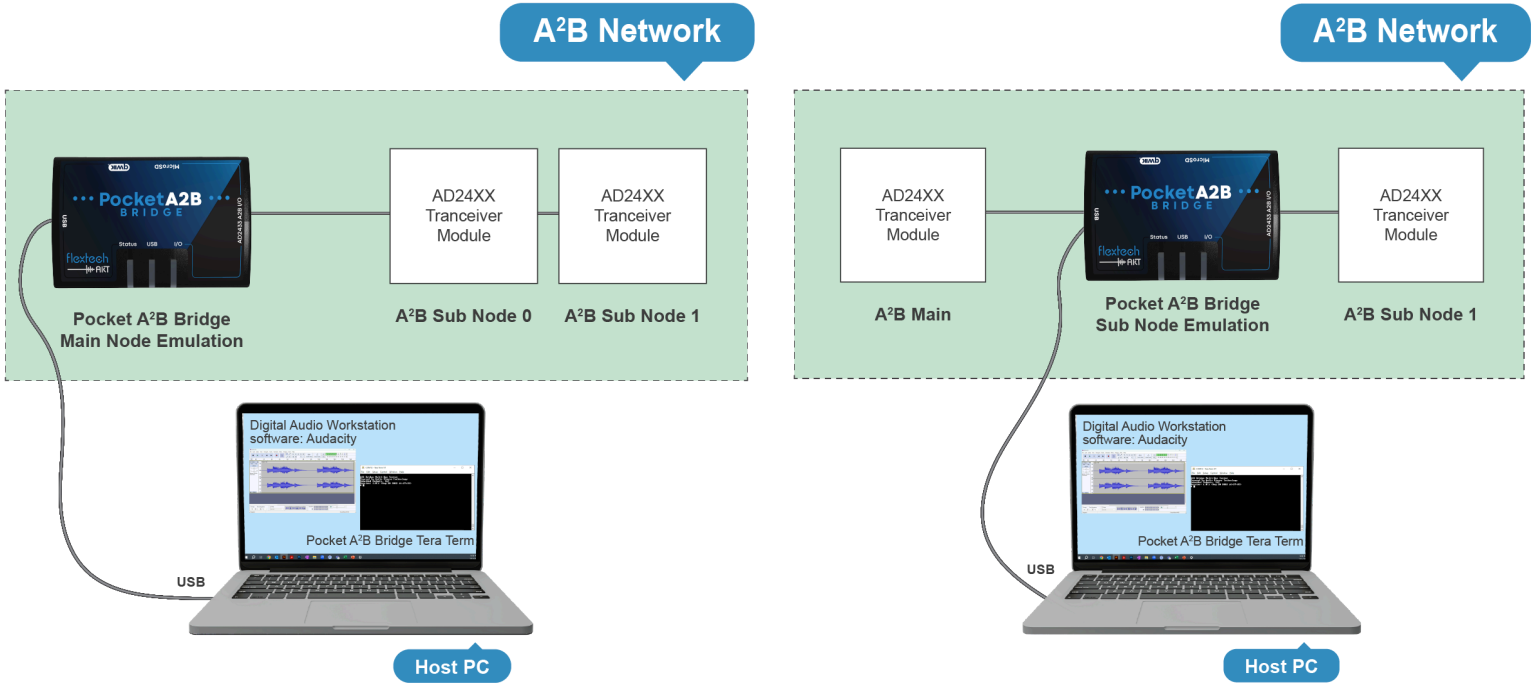 A²B Network
QWIK
MicroSD
PocketA2B
BRIDGE
USB
AD2433 A2B I/O
Status USB I/O
flextech
AKT
Pocket A²B Bridge
Main Node Emulation
AD24XX
Tranceiver
Module
A²B Sub Node 0
AD24XX
Tranceiver
Module
A²B Sub Node 1
Digital Audio Workstation
software: Audacity
Pocket A²B Bridge Tera Term
USB
Host PC
A²B Network
AD24XX
Tranceiver
Module
A²B Main
QWIK
MicroSD
PocketA2B
BRIDGE
USB
AD2433 A2B I/O
Status USB I/O
flextech
AKT
Pocket A²B Bridge
Sub Node Emulation
AD24XX
Tranceiver
Module
A²B Sub Node 1
Digital Audio Workstation
software: Audacity
Pocket A²B Bridge Tera Term
USB
Host PC